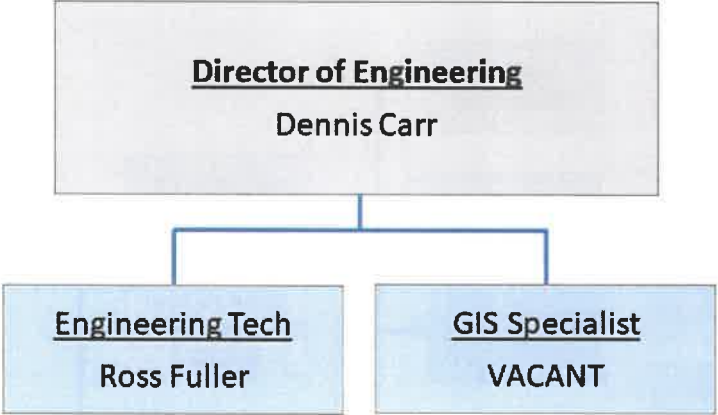 Director of Engineering
Dennis Carr
Engineering Tech
Ross Fuller
GIS Specialist
VACANT